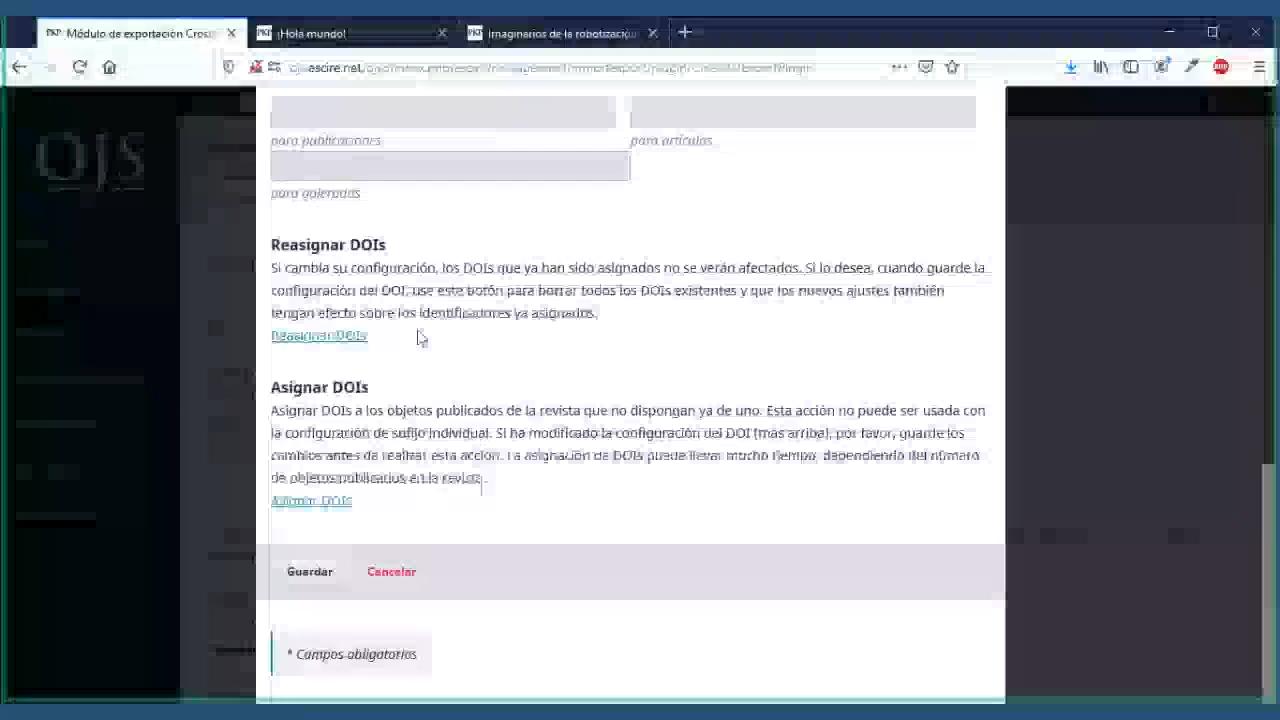 Módulo de exportación Cross
¡Hola mundo!
Imaginarios de la robotizació
escire.net
OJS
para publicaciones
para artículos
para galeradas
Reasignar DOIs
Si cambia su configuración, los DOIs que ya han sido asignados no se verán afectados. Si lo desea, cuando guarde la
configuración del DOI, use este botón para borrar todos los DOIs existentes y que los nuevos ajustes también
tengan efecto sobre los identificadores ya asignados.
Reasignar DOIs
Asignar DOIs
Asignar DOIs a los objetos publicados de la revista que no dispongan ya de uno. Esta acción no puede ser usada con
la configuración de sufijo individual. Si ha modificado la configuración del DOI (más arriba), por favor, guarde los
cambios antes de realizar esta acción. La asignación de DOIs puede llevar mucho tiempo, dependiendo del número
de objetos publicados en la revista.
Asignar DOIs
Guardar
Cancelar
* Campos obligatorios